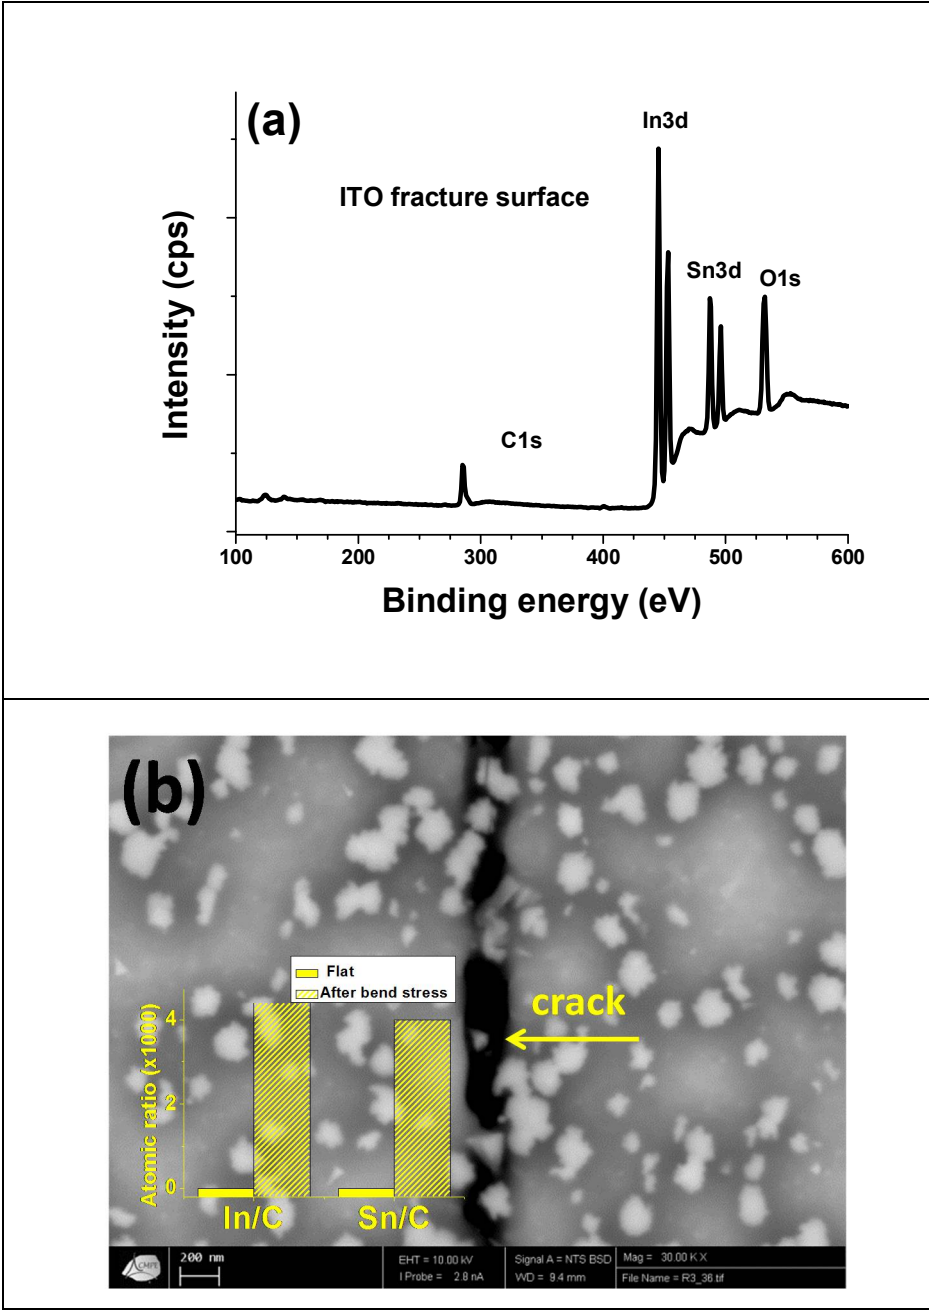 (a)
In3d
ITO fracture surface
Sn3d
O1s
C1s
Intensity (cps)
100 200 300 400 500 600
Binding energy (eV)
(b)
Flat
After bend stress
crack
Atomic ratio (x1000)
4
2
0
In/C Sn/C
200 nm
EHT = 10.00 kV
I Probe = 2.8 nA
Signal A = NTS BSD
WD = 9.4 mm
Mag = 30.00 K X
File Name = R3_36.tif